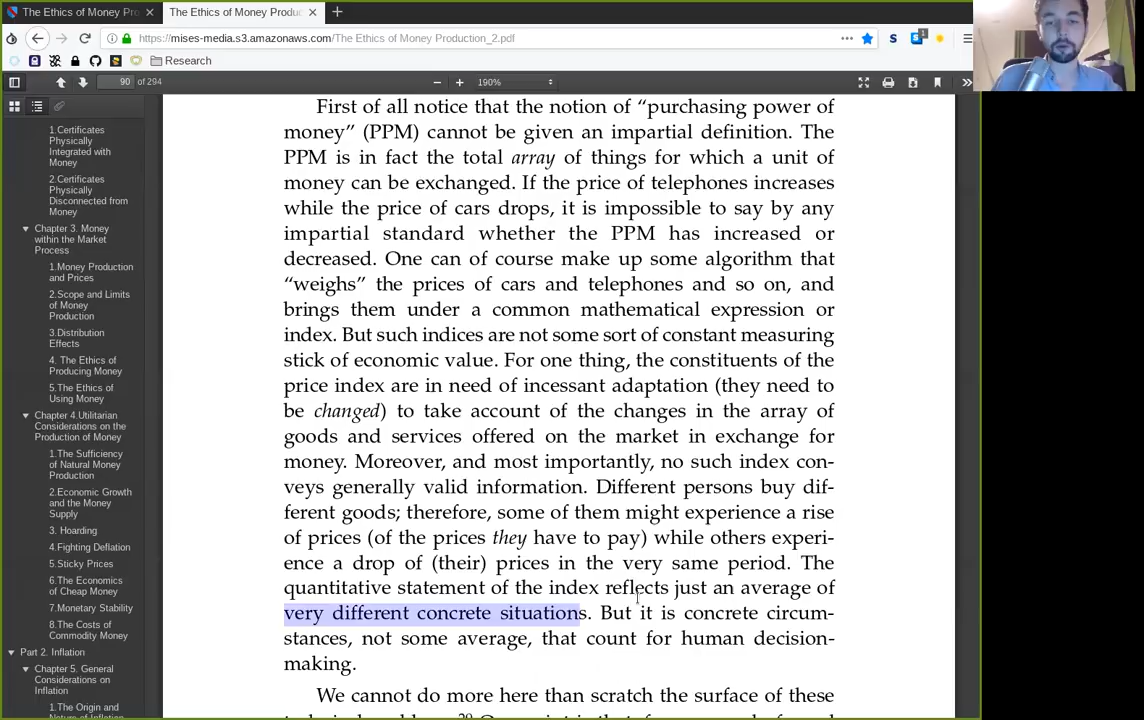 The Ethics of Money Pro
The Ethics of Money Produc
https://mises-media.s3.amazonaws.com/The Ethics of Money Production_2.pdf
S
S
1
Research
90 of 294
190%
1.Certificates
Physically
Integrated with
Money
2.Certificates
Physically
Disconnected from
Money
Chapter 3. Money
within the Market
Process
1.Money Production
and Prices
2.Scope and Limits
of Money
Production
3.Distribution
Effects
4. The Ethics of
Producing Money
5.The Ethics of
Using Money
Chapter 4.Utilitarian
Considerations on the
Production of Money
1.The Sufficiency
of Natural Money
Production
2.Economic Growth
and the Money
Supply
3. Hoarding
4.Fighting Deflation
5.Sticky Prices
6.The Economics
of Cheap Money
7.Monetary Stability
8.The Costs of
Commodity Money
Part 2. Inflation
Chapter 5. General
Considerations on
Inflation
1.The Origin and
Nature of Inflation
First of all notice that the notion of “purchasing power of
money” (PPM) cannot be given an impartial definition. The
PPM is in fact the total array of things for which a unit of
money can be exchanged. If the price of telephones increases
while the price of cars drops, it is impossible to say by any
impartial standard whether the PPM has increased or
decreased. One can of course make up some algorithm that
“weighs” the prices of cars and telephones and so on, and
brings them under a common mathematical expression or
index. But such indices are not some sort of constant measuring
stick of economic value. For one thing, the constituents of the
price index are in need of incessant adaptation (they need to
be changed) to take account of the changes in the array of
goods and services offered on the market in exchange for
money. Moreover, and most importantly, no such index con-
veys generally valid information. Different persons buy dif-
ferent goods; therefore, some of them might experience a rise
of prices (of the prices they have to pay) while others experi-
ence a drop of (their) prices in the very same period. The
quantitative statement of the index reflects just an average of
very different concrete situations. But it is concrete circum-
stances, not some average, that count for human decision-
making.
We cannot do more here than scratch the surface of these